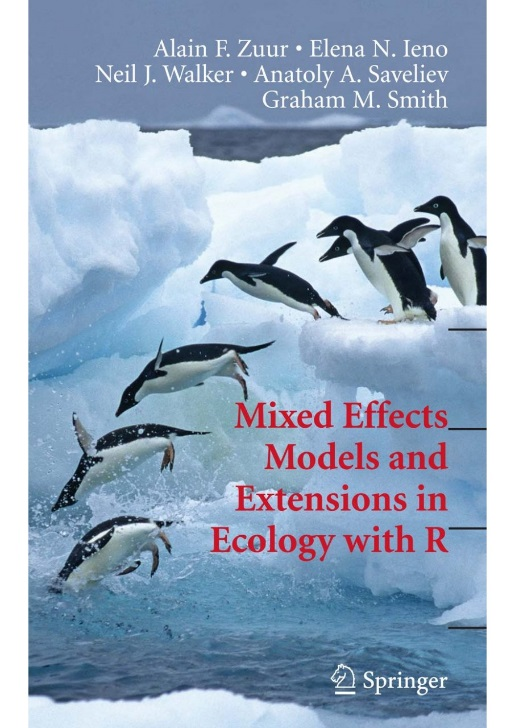 Alain F. Zuur • Elena N. Ieno
Neil J. Walker • Anatoly A. Saveliev
Graham M. Smith
Mixed Effects
Models and
Extensions in
Ecology with R
Springer